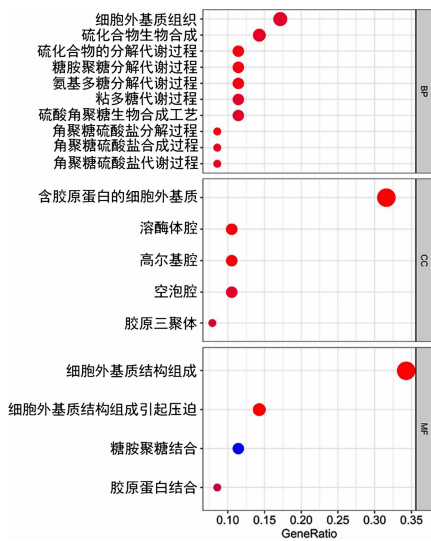 细胞外基质组织
硫化合物生物合成
硫化合物的分解代谢过程
糖胺聚糖分解代谢过程
氨基多糖分解代谢过程
粘多糖代谢过程
硫酸角聚糖生物合成工艺
角聚糖硫酸盐分解过程
角聚糖硫酸盐合成过程
角聚糖硫酸盐代谢过程
BP
含胶原蛋白的细胞外基质
溶酶体腔
高尔基腔
空泡腔
胶原三聚体
CC
细胞外基质结构组成
细胞外基质结构组成引起压迫
糖胺聚糖结合
胶原蛋白结合
MF
0.10 0.15 0.20 0.25 0.30 0.35
GeneRatio